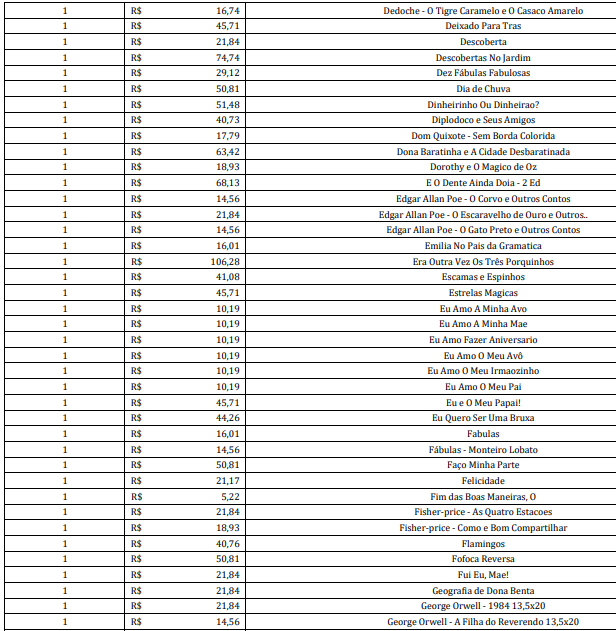 1 R$ 16,74 Dedoche - O Tigre Caramelo e O Casaco Amarelo
1 R$ 45,71 Deixado Para Tras
1 R$ 21,84 Descoberta
1 R$ 74,74 Descobertas No Jardim
1 R$ 29,12 Dez Fábulas Fabulosas
1 R$ 50,81 Dia de Chuva
1 R$ 51,48 Dinheirinho Ou Dinheirao?
1 R$ 40,73 Diplodoco e Seus Amigos
1 R$ 17,79 Dom Quixote - Sem Borda Colorida
1 R$ 63,42 Dona Baratinha e A Cidade Desbaratinada
1 R$ 18,93 Dorothy e O Magico de Oz
1 R$ 68,13 E O Dente Ainda Doia - 2 Ed
1 R$ 14,56 Edgar Allan Poe - O Corvo e Outros Contos
1 R$ 21,84 Edgar Allan Poe - O Escaravelho de Ouro e Outros..
1 R$ 14,56 Edgar Allan Poe - O Gato Preto e Outros Contos
1 R$ 16,01 Emilia No Pais da Gramatica
1 R$ 106,28 Era Outra Vez Os Três Porquinhos
1 R$ 41,08 Escamas e Espinhos
1 R$ 45,71 Estrelas Magicas
1 R$ 10,19 Eu Amo A Minha Avo
1 R$ 10,19 Eu Amo A Minha Mae
1 R$ 10,19 Eu Amo Fazer Aniversario
1 R$ 10,19 Eu Amo O Meu Avô
1 R$ 10,19 Eu Amo O Meu Irmaozinho
1 R$ 10,19 Eu Amo O Meu Pai
1 R$ 45,71 Eu e O Meu Papai!
1 R$ 44,26 Eu Quero Ser Uma Bruxa
1 R$ 16,01 Fabulas
1 R$ 14,56 Fábulas - Monteiro Lobato
1 R$ 50,81 Faço Minha Parte
1 R$ 21,17 Felicidade
1 R$ 5,22 Fim das Boas Maneiras, O
1 R$ 21,84 Fisher-price - As Quatro Estacoes
1 R$ 18,93 Fisher-price - Como e Bom Compartilhar
1 R$ 40,76 Flamingos
1 R$ 50,81 Fofoca Reversa
1 R$ 21,84 Fui Eu, Mae!
1 R$ 21,84 Geografia de Dona Benta
1 R$ 21,84 George Orwell - 1984 13,5x20
1 R$ 14,56 George Orwell - A Filha do Reverendo 13,5x20